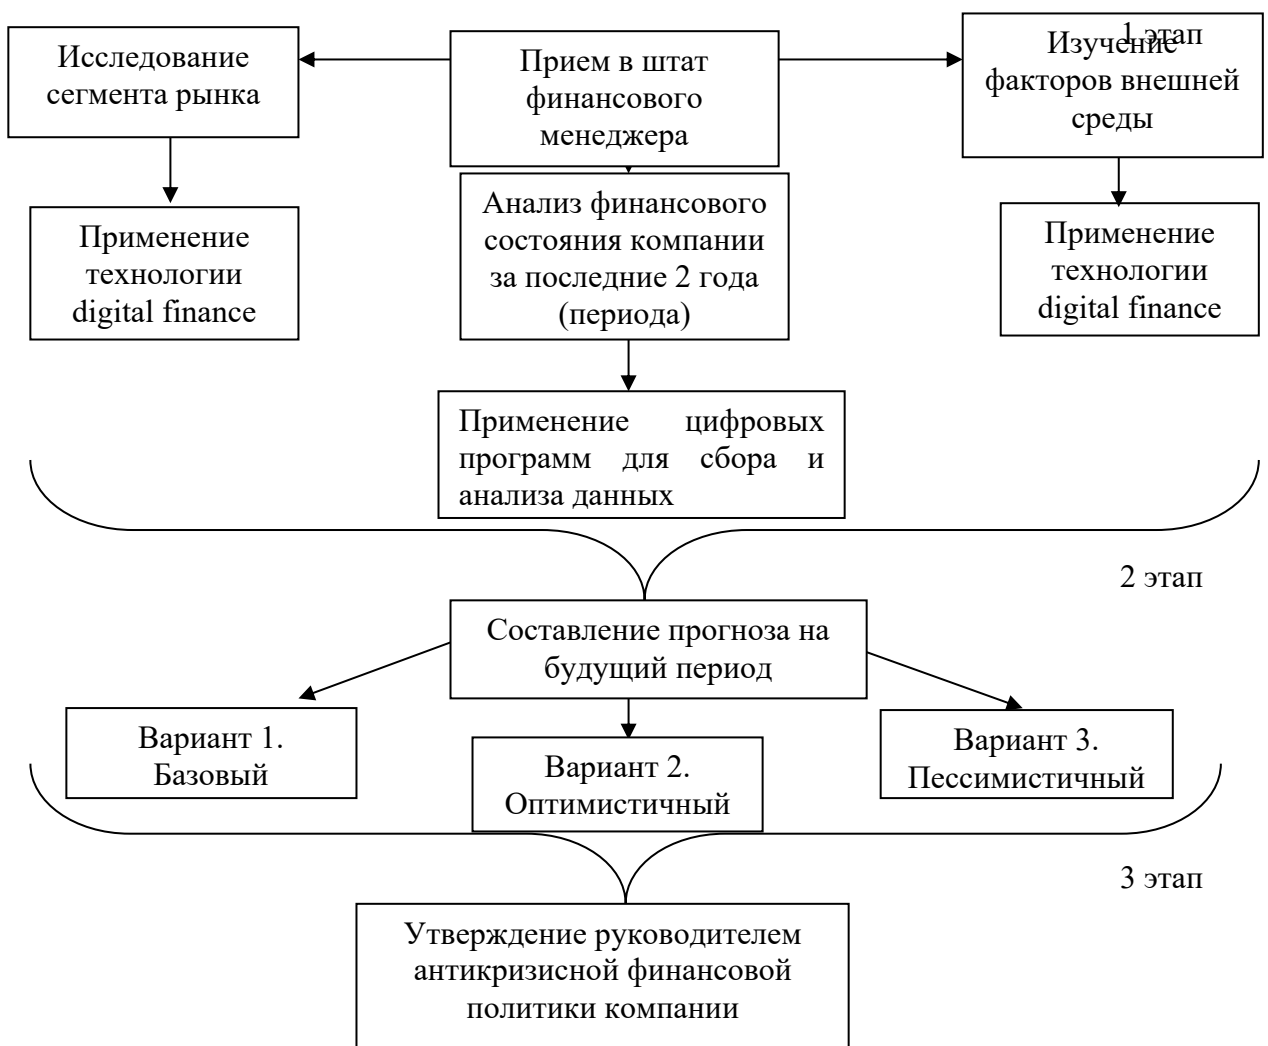 1 этап
Исследование
сегмента рынка
Прием в штат
финансового
менеджера
Изучение
факторов внешней
среды
Применение
технологии
digital finance
Анализ финансового
состояния компании
за последние 2 года
(периода)
Применение
технологии
digital finance
Применение цифровых
программ для сбора и
анализа данных
2 этап
Составление прогноза на
будущий период
Вариант 1.
Базовый
Вариант 2.
Оптимистичный
Вариант 3.
Пессимистичный
3 этап
Утверждение руководителем
антикризисной финансовой
политики компании